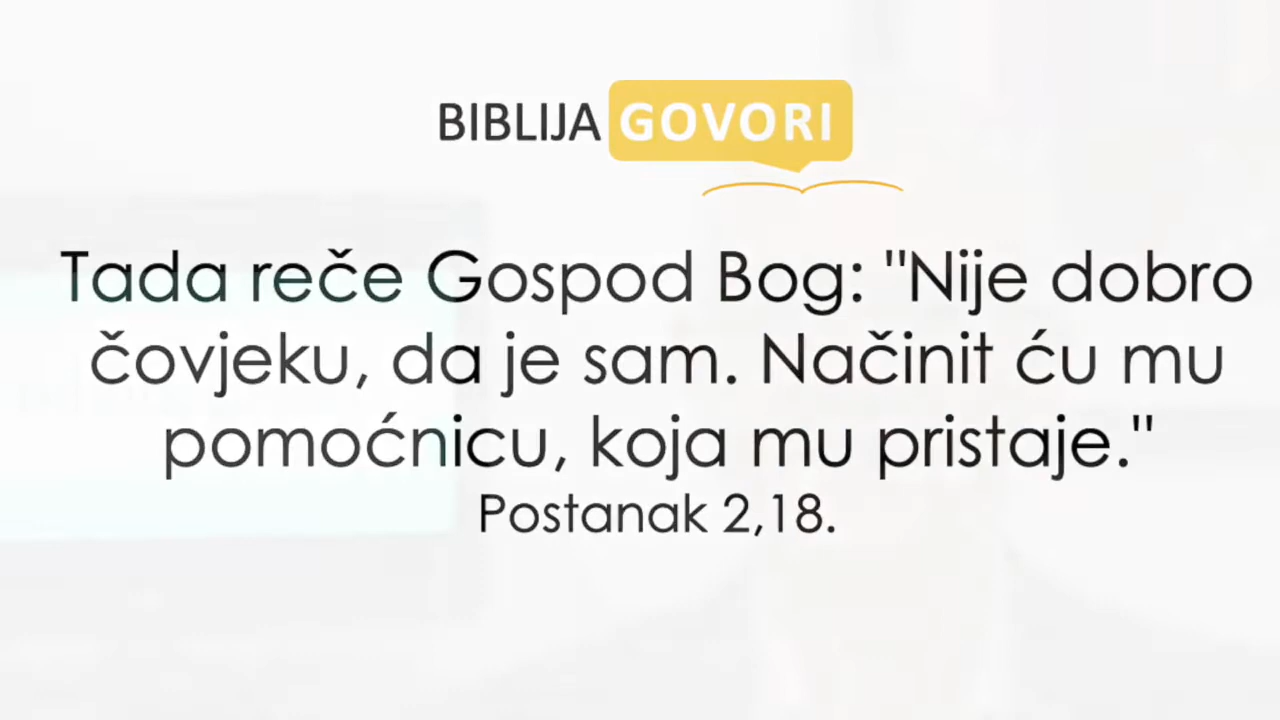 BIBLIJA GOVORI
Tada reče Gospod Bog: "Nije dobro
čovjeku, da je sam. Načinit ću mu
pomoćnicu, koja mu pristaje."
Postanak 2,18.